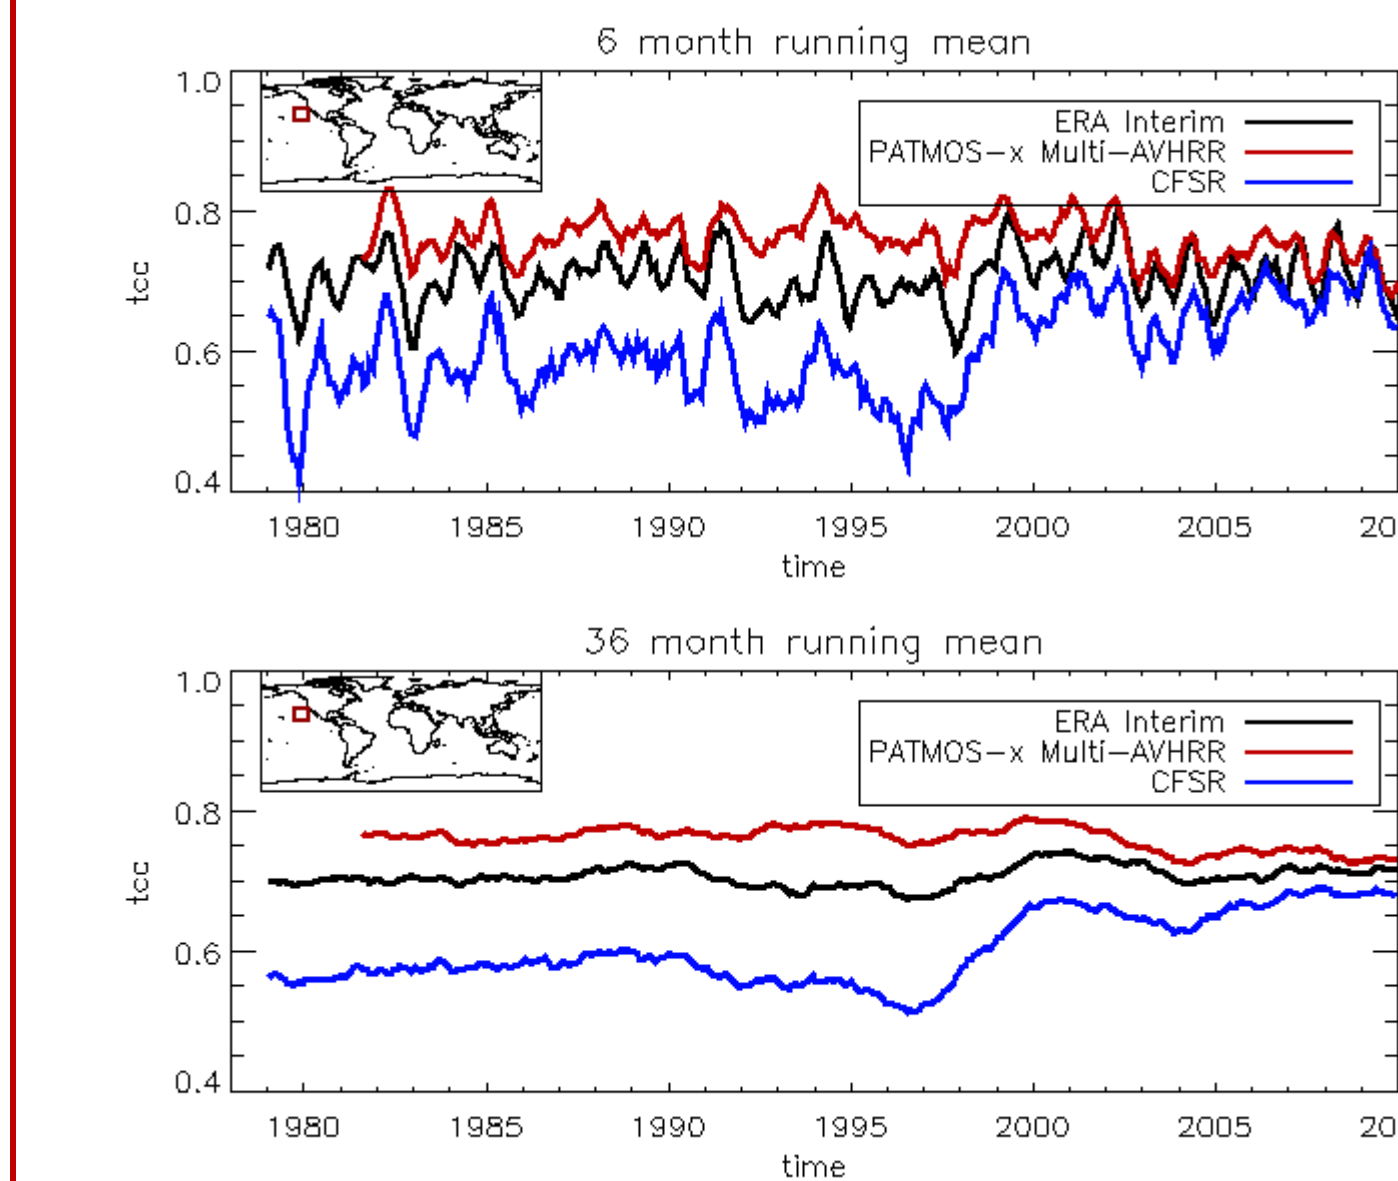 6 month running mean
1.0
ERA Interim
PATMOS-x Multi-AVHRR
CFSR
0.8
tcc
0.6
0.4
1980 1985 1990 1995 2000 2005 20
time
36 month running mean
1.0
ERA Interim
PATMOS-x Multi-AVHRR
CFSR
0.8
tcc
0.6
0.4
1980 1985 1990 1995 2000 2005 20
time